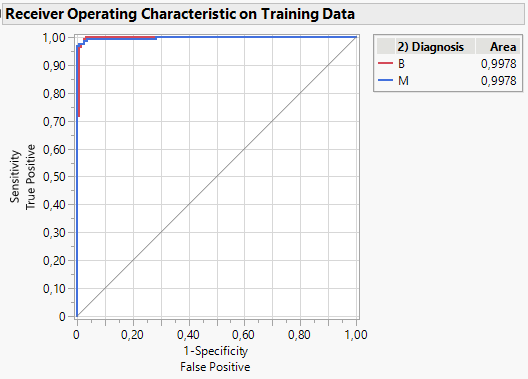 Receiver Operating Characteristic on Training Data
1,00
0,90
0,80
0,70
0,60
0,50
0,40
0,30
0,20
0,10
0
Sensitivity
True Positive
0 0,20 0,40 0,60 0,80 1,00
1-Specificity
False Positive
2) Diagnosis Area
B 0,9978
M 0,9978